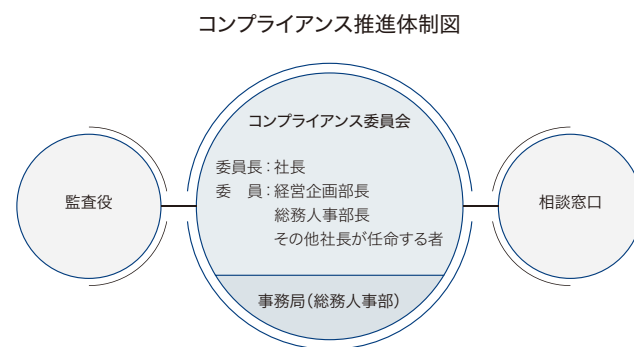 コンプライアンス推進体制図
コンプライアンス委員会
委員長：社長
委　員：経営企画部長
総務人事部長
その他社長が任命する者
事務局（総務人事部）
監査役
相談窓口